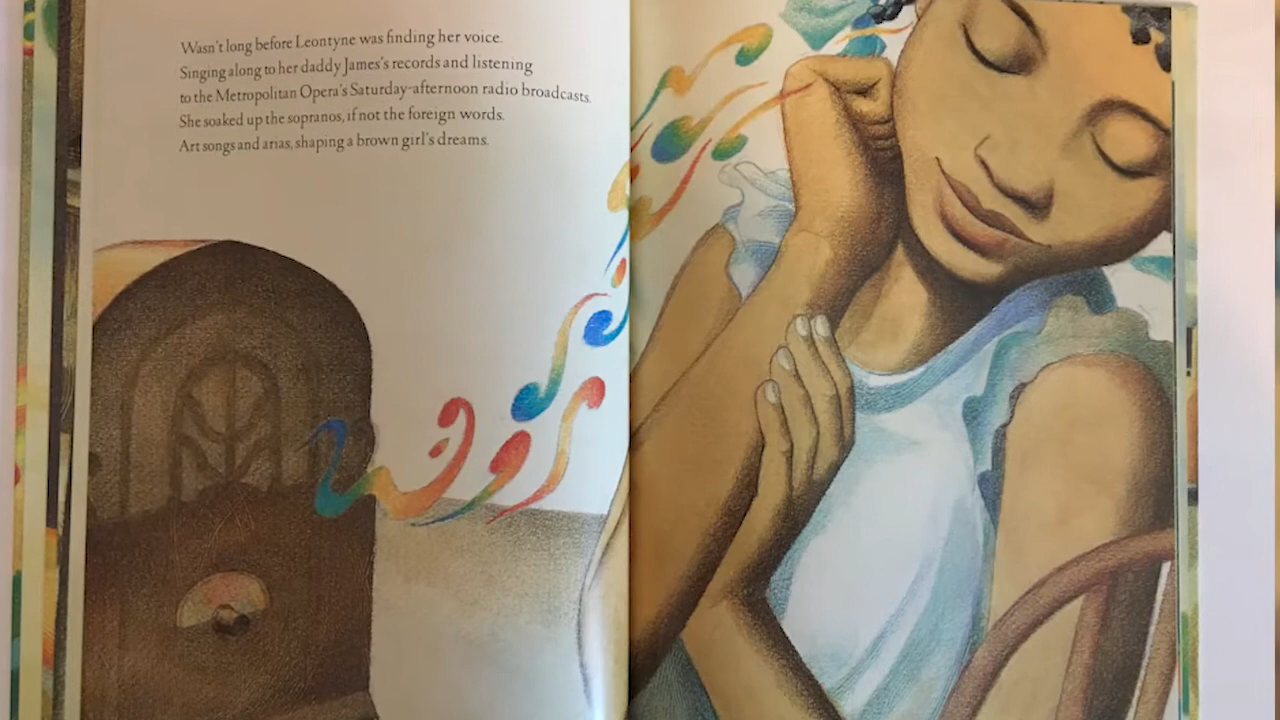 Wasn't long before Leontyne was finding her voice.
Singing along to her daddy James's records and listening
to the Metropolitan Opera's Saturday-afternoon radio broadcasts.
She soaked up the sopranos, if not the foreign words.
Art songs and arias, shaping a brown girl's dreams.